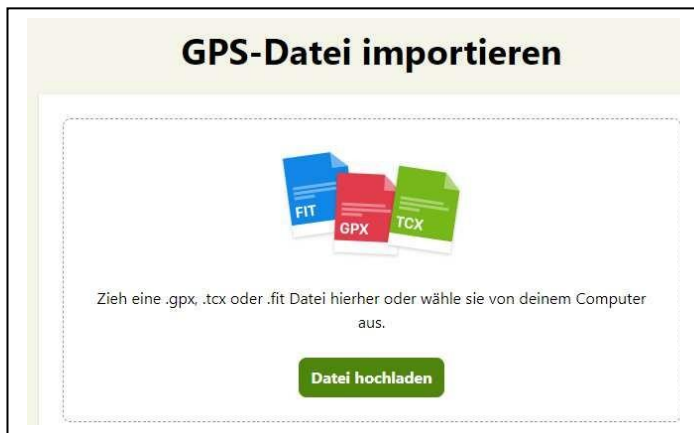 GPS-Datei importieren
FIT
GPX
TCX
Zieh eine .gpx, .tcx oder .fit Datei hierher oder wähle sie von deinem Computer
aus.
Datei hochladen